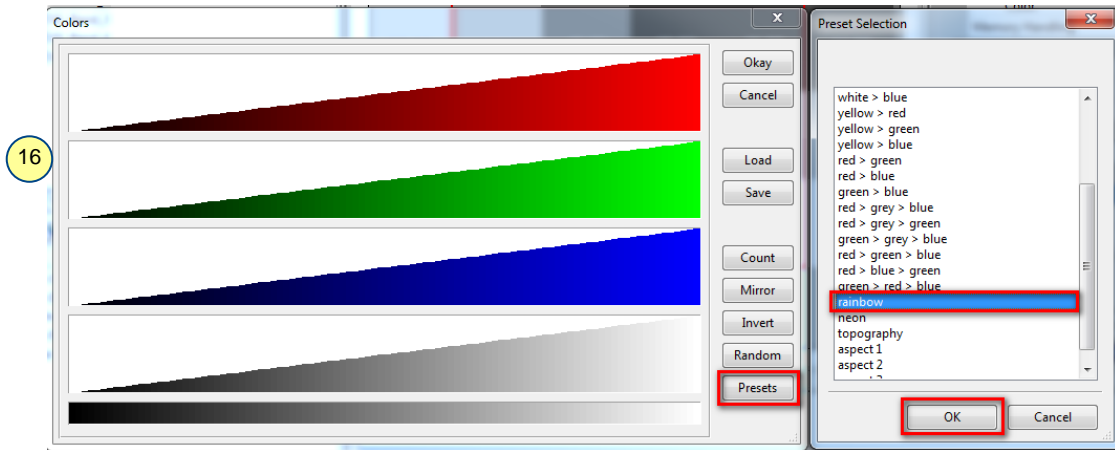 Colors
x
Okay
Cancel
16
Load
Save
Count
Mirror
Invert
Random
Presets
Preset Selection
x
white > blue
yellow > red
yellow > green
yellow > blue
red > green
red > blue
green > blue
red > grey > blue
red > grey > green
green > grey > blue
red > green > blue
red > blue > green
green > red > blue
rainbow
neon
topography
aspect 1
aspect 2
OK
Cancel